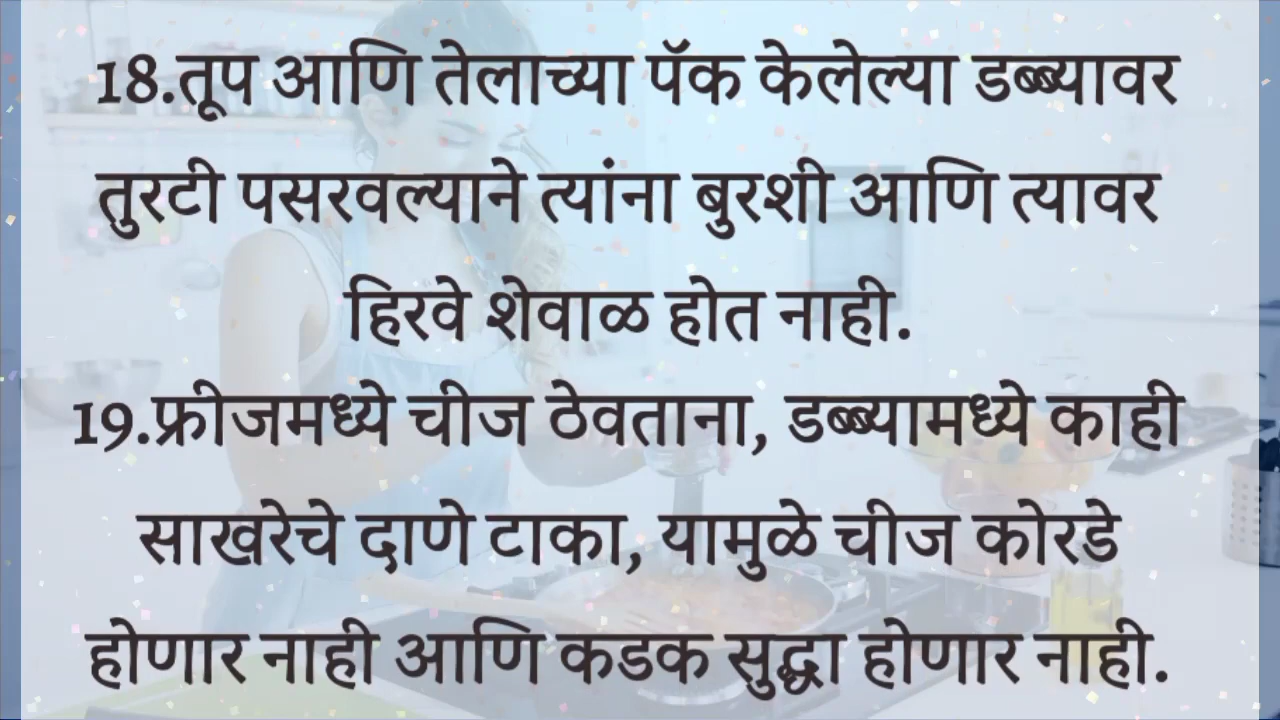 18.तूप आणि तेलाच्या पॅक केलेल्या डब्ब्यावर
तुरटी पसरवल्याने त्यांना बुरशी आणि त्यावर
हिरवे शेवाळ होत नाही.
19.फ्रीजमध्ये चीज ठेवताना, डब्ब्यामध्ये काही
साखरेचे दाणे टाका, यामुळे चीज कोरडे
होणार नाही आणि कडक सुद्धा होणार नाही.